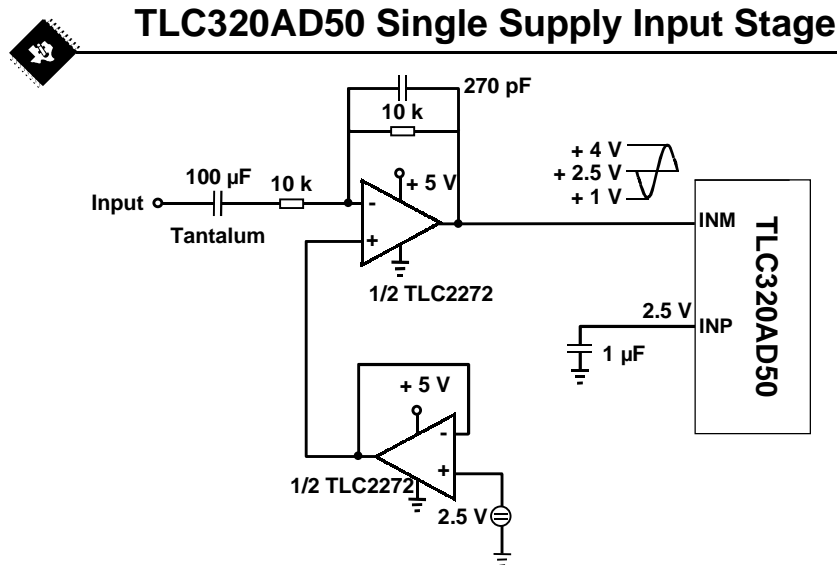 TLC320AD50 Single Supply Input Stage
270 pF
10 k
+ 4 V
+ 2.5 V
+ 1 V
100 µF
10 k
+ 5 V
Input
-
+
Tantalum
INM
1/2 TLC2272
TLC320AD50
2.5 V
INP
1 µF
+ 5 V
-
+
1/2 TLC2272
2.5 V